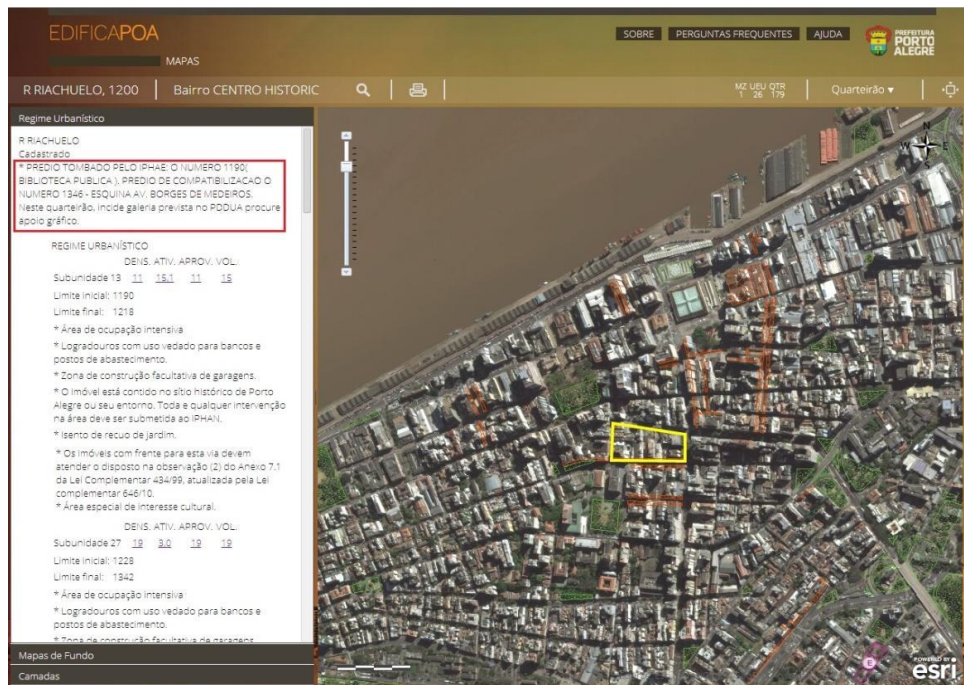 EDIFICAPOA
SOBRE PERGUNTAS FREQUENTES AJUDA
PREFEITURA
PORTO
ALEGRE
MAPAS
R RIACHUELO, 1200 Bairro CENTRO HISTORIC MZ UEU QTR Quarteirão ▾
1 26 179
Regime Urbanístico
R RIACHUELO
Cadastrado
* PREDIO TOMBADO PELO IPHAE: O NUMERO 1190(
BIBLIOTECA PUBLICA ). PREDIO DE COMPATIBILIZACAO O
NUMERO 1346 - ESQUINA AV. BORGES DE MEDEIROS.
Neste quarteirão, incide galeria prevista no PDDUA procure
apoio gráfico.
REGIME URBANÍSTICO
DENS. ATIV. APROV. VOL.
Subunidade 13 11 15.1 11 15
Limite inicial: 1190
Limite final: 1218
* Área de ocupação intensiva
* Logradouros com uso vedado para bancos e
postos de abastecimento.
* Zona de construção facultativa de garagens.
* O Imóvel está contido no sítio histórico de Porto
Alegre ou seu entorno. Toda e qualquer intervenção
na área deve ser submetida ao IPHAN.
* Isento de recuo de jardim.
* Os imóveis com frente para esta via devem
atender o disposto na observação (2) do Anexo 7.1
da Lei Complementar 434/99, atualizada pela Lei
complementar 646/10.
* Área especial de interesse cultural.
DENS. ATIV. APROV. VOL.
Subunidade 27 19 3.0 19 19
Limite inicial: 1228
Limite final: 1342
* Área de ocupação intensiva
* Logradouros com uso vedado para bancos e
postos de abastecimento.
* Zona de construção facultativa de garagens
Mapas de Fundo
Camadas
N
W E
E
POWERED BY
esri